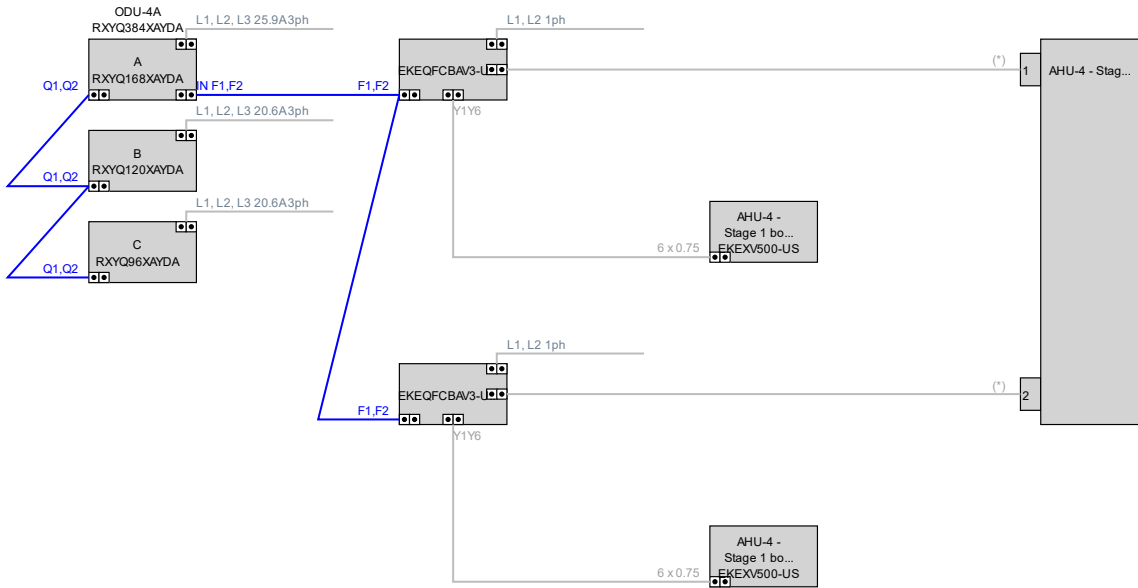 ODU-4A
RXYQ384XAYDA
L1, L2, L3 25.9A3ph
A
RXYQ168XAYDA
Q1,Q2
IN F1,F2
L1, L2, L3 20.6A3ph
B
RXYQ120XAYDA
Q1,Q2
L1, L2, L3 20.6A3ph
C
RXYQ96XAYDA
Q1,Q2
L1, L2 1ph
EKEQFCBAV3-U
F1,F2
Y1Y6
(*)
1
AHU-4 - Stag...
AHU-4 -
Stage 1 bo...
EKEXV500-US
6 x 0.75
L1, L2 1ph
EKEQFCBAV3-U
F1,F2
Y1Y6
(*)
2
AHU-4 -
Stage 1 bo...
EKEXV500-US
6 x 0.75